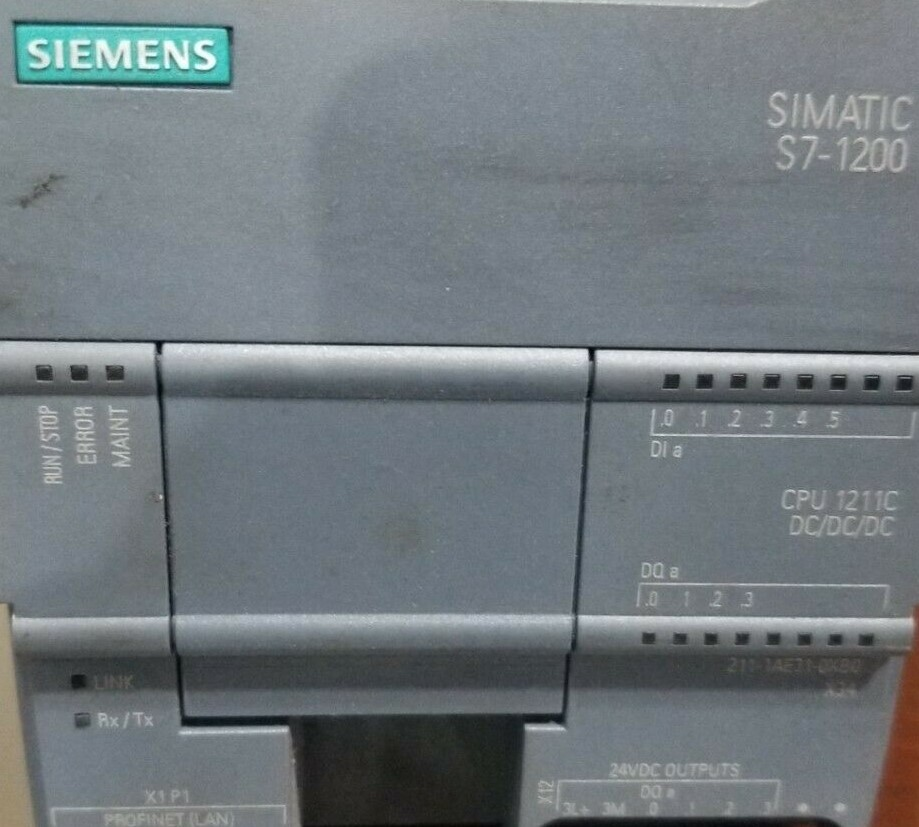 SIEMENS
SIMATIC
S7-1200
RUN/STOP
ERROR
MAINT
.0 .1 .2 .3 .4 .5
DI a
CPU 1211C
DC/DC/DC
DQ a
.0 .1 .2 .3
211-1AE31-0XB0
LINK
Rx/Tx
X1 P1
PROFINET (LAN)
24VDC OUTPUTS
X12
DQ a
3L+ 3M .0 .1 .2 .3